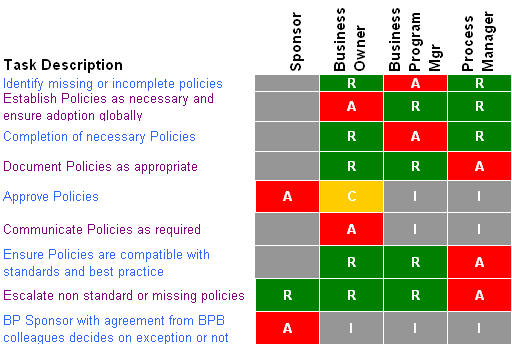 Task Description
Sponsor
Business
Owner
Business
Program
Mgr
Process
Manager
Identify missing or incomplete policies
R A R
Establish Policies as necessary and
ensure adoption globally
A R R
Completion of necessary Policies
R A R
Document Policies as appropriate
R R A
Approve Policies
A C I I
Communicate Policies as required
A I I
Ensure Policies are compatible with
standards and best practice
R R A
Escalate non standard or missing policies
R R R A
BP Sponsor with agreement from BPB
colleagues decides on exception or not
A I I I